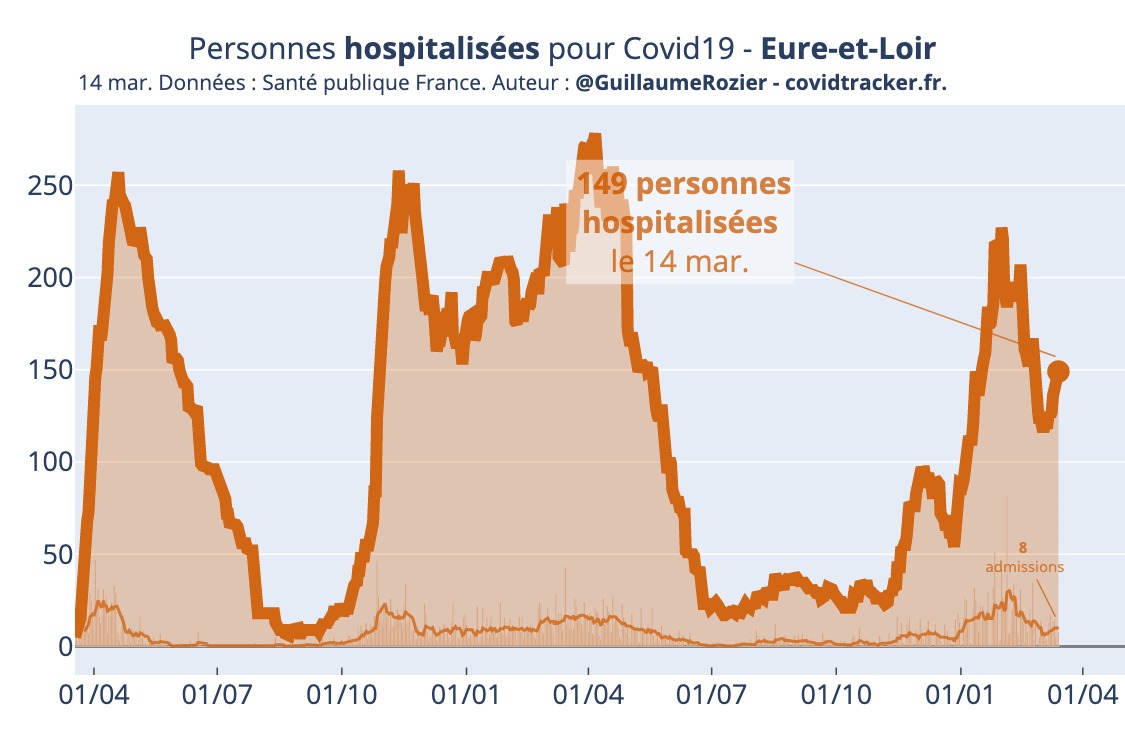 Personnes hospitalisées pour Covid19 - Eure-et-Loir
14 mar. Données : Santé publique France. Auteur : @GuillaumeRozier - covidtracker.fr.
250
149 personnes
hospitalisées
le 14 mar.
200
150
100
50
8
admissions
0
01/04 01/07 01/10 01/01 01/04 01/07 01/10 01/01 01/04